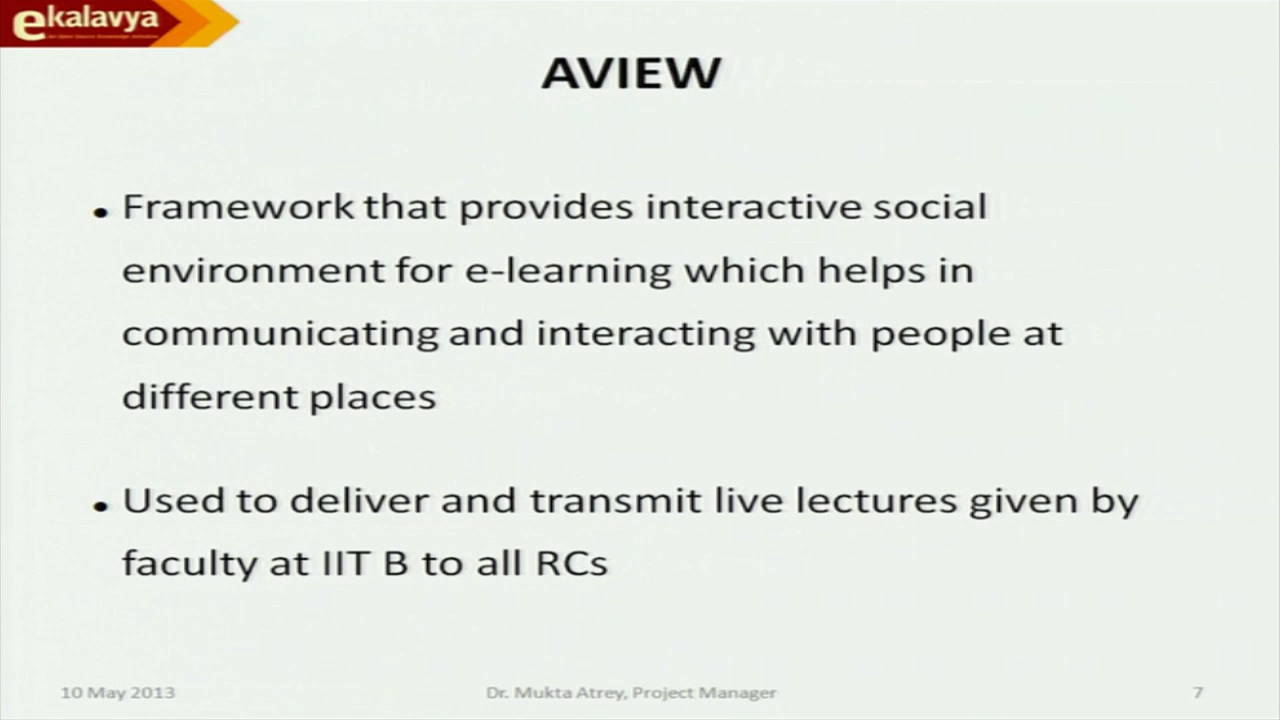 ekalavya
AVIEW
• Framework that provides interactive social
environment for e-learning which helps in
communicating and interacting with people at
different places
• Used to deliver and transmit live lectures given by
faculty at IIT B to all RCs
10 May 2013
Dr. Mukta Atrey, Project Manager
7